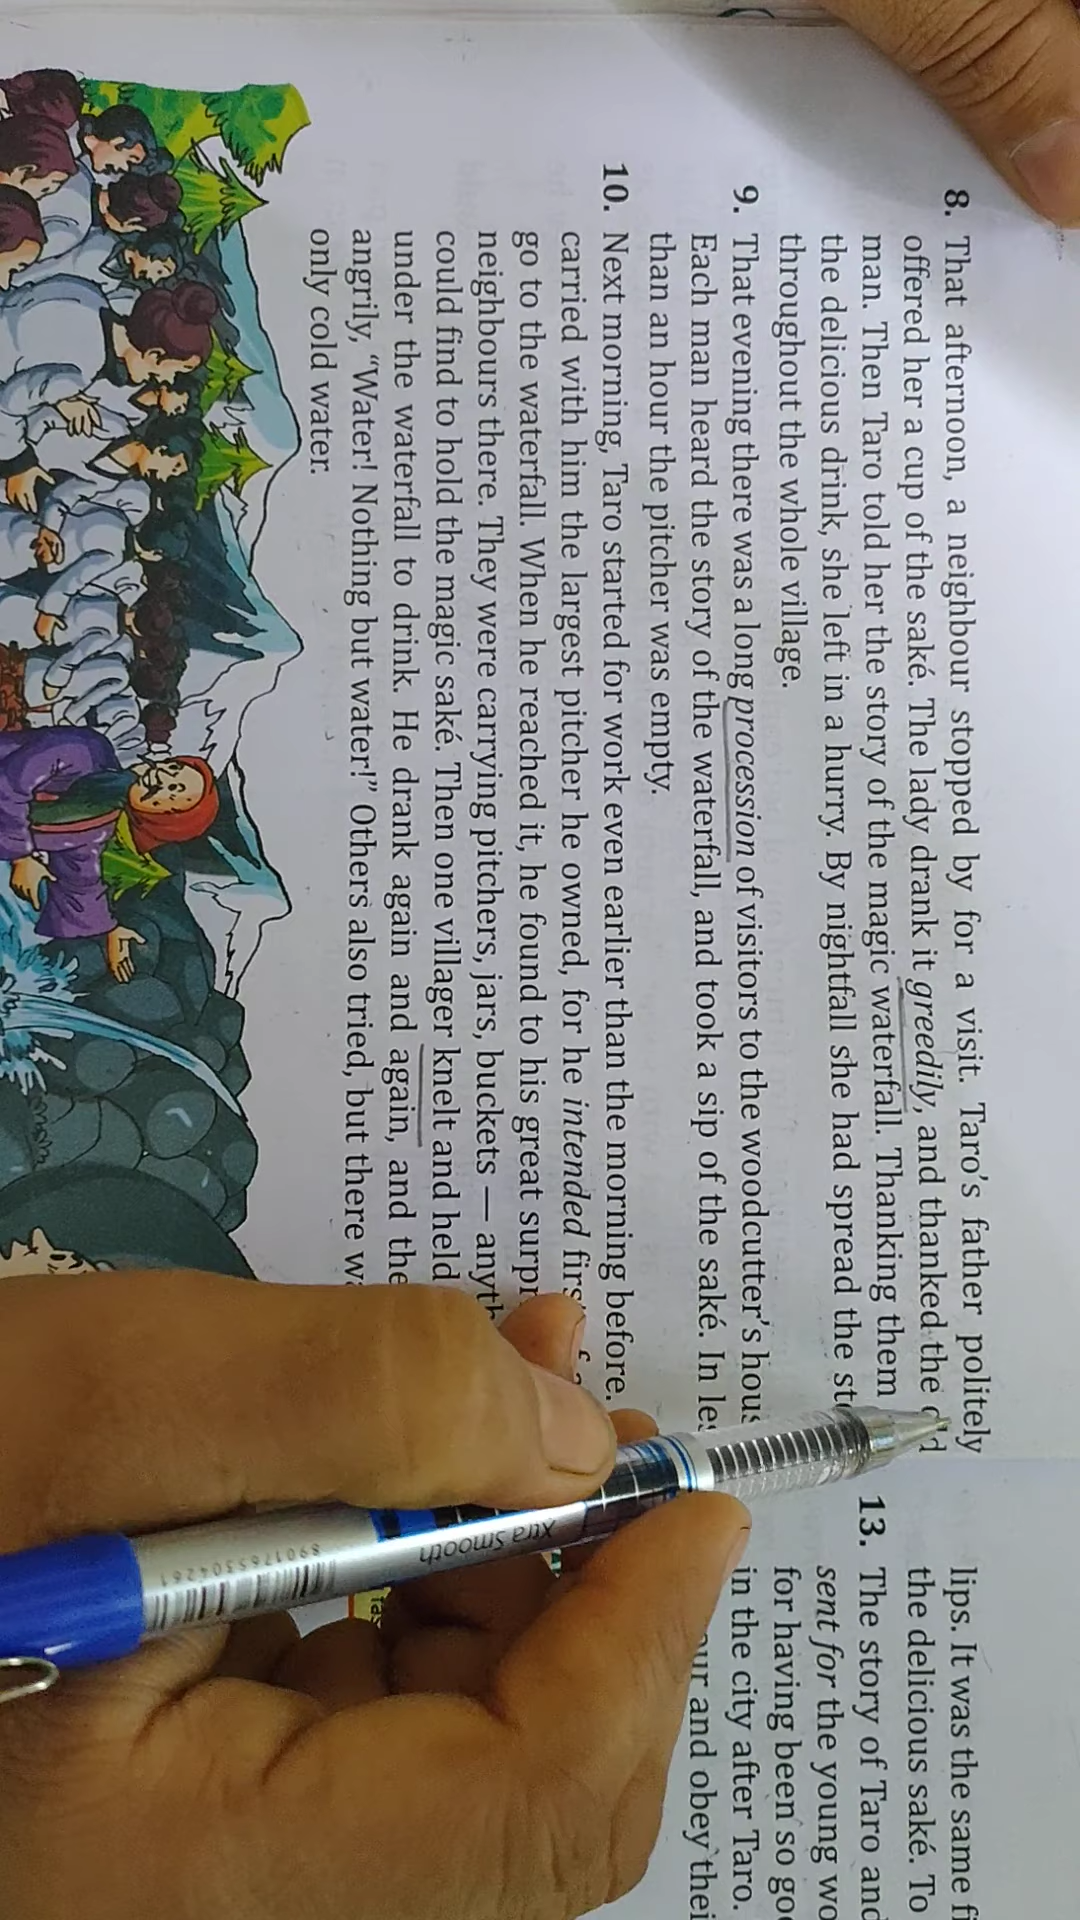 8. That afternoon, a neighbour stopped by for a visit. Taro's father politely
offered her a cup of the saké. The lady drank it greedily, and thanked the
man. Then Taro told her the story of the magic waterfall. Thanking them
the delicious drink, she left in a hurry. By nightfall she had spread the
throughout the whole village.
9. That evening there was a long procession of visitors to the woodcutter's
Each man heard the story of the waterfall, and took a sip of the saké. In
than an hour the pitcher was empty.
10. Next morning, Taro started for work even earlier than the morning before.
carried with him the largest pitcher he owned, for he intended
go to the waterfall. When he reached it, he found to his great
neighbours there. They were carrying pitchers, jars, buckets —
could find to hold the magic saké. Then one villager knelt and held
under the waterfall to drink. He drank again and again, and
angrily, “Water! Nothing but water!” Others also tried, but there
only cold water.
lips. It was the same
the delicious saké. To
13. The story of Taro and
sent for the young
for having been so
in the city after Taro.
and obey
Xtra Smooth
8901765304261